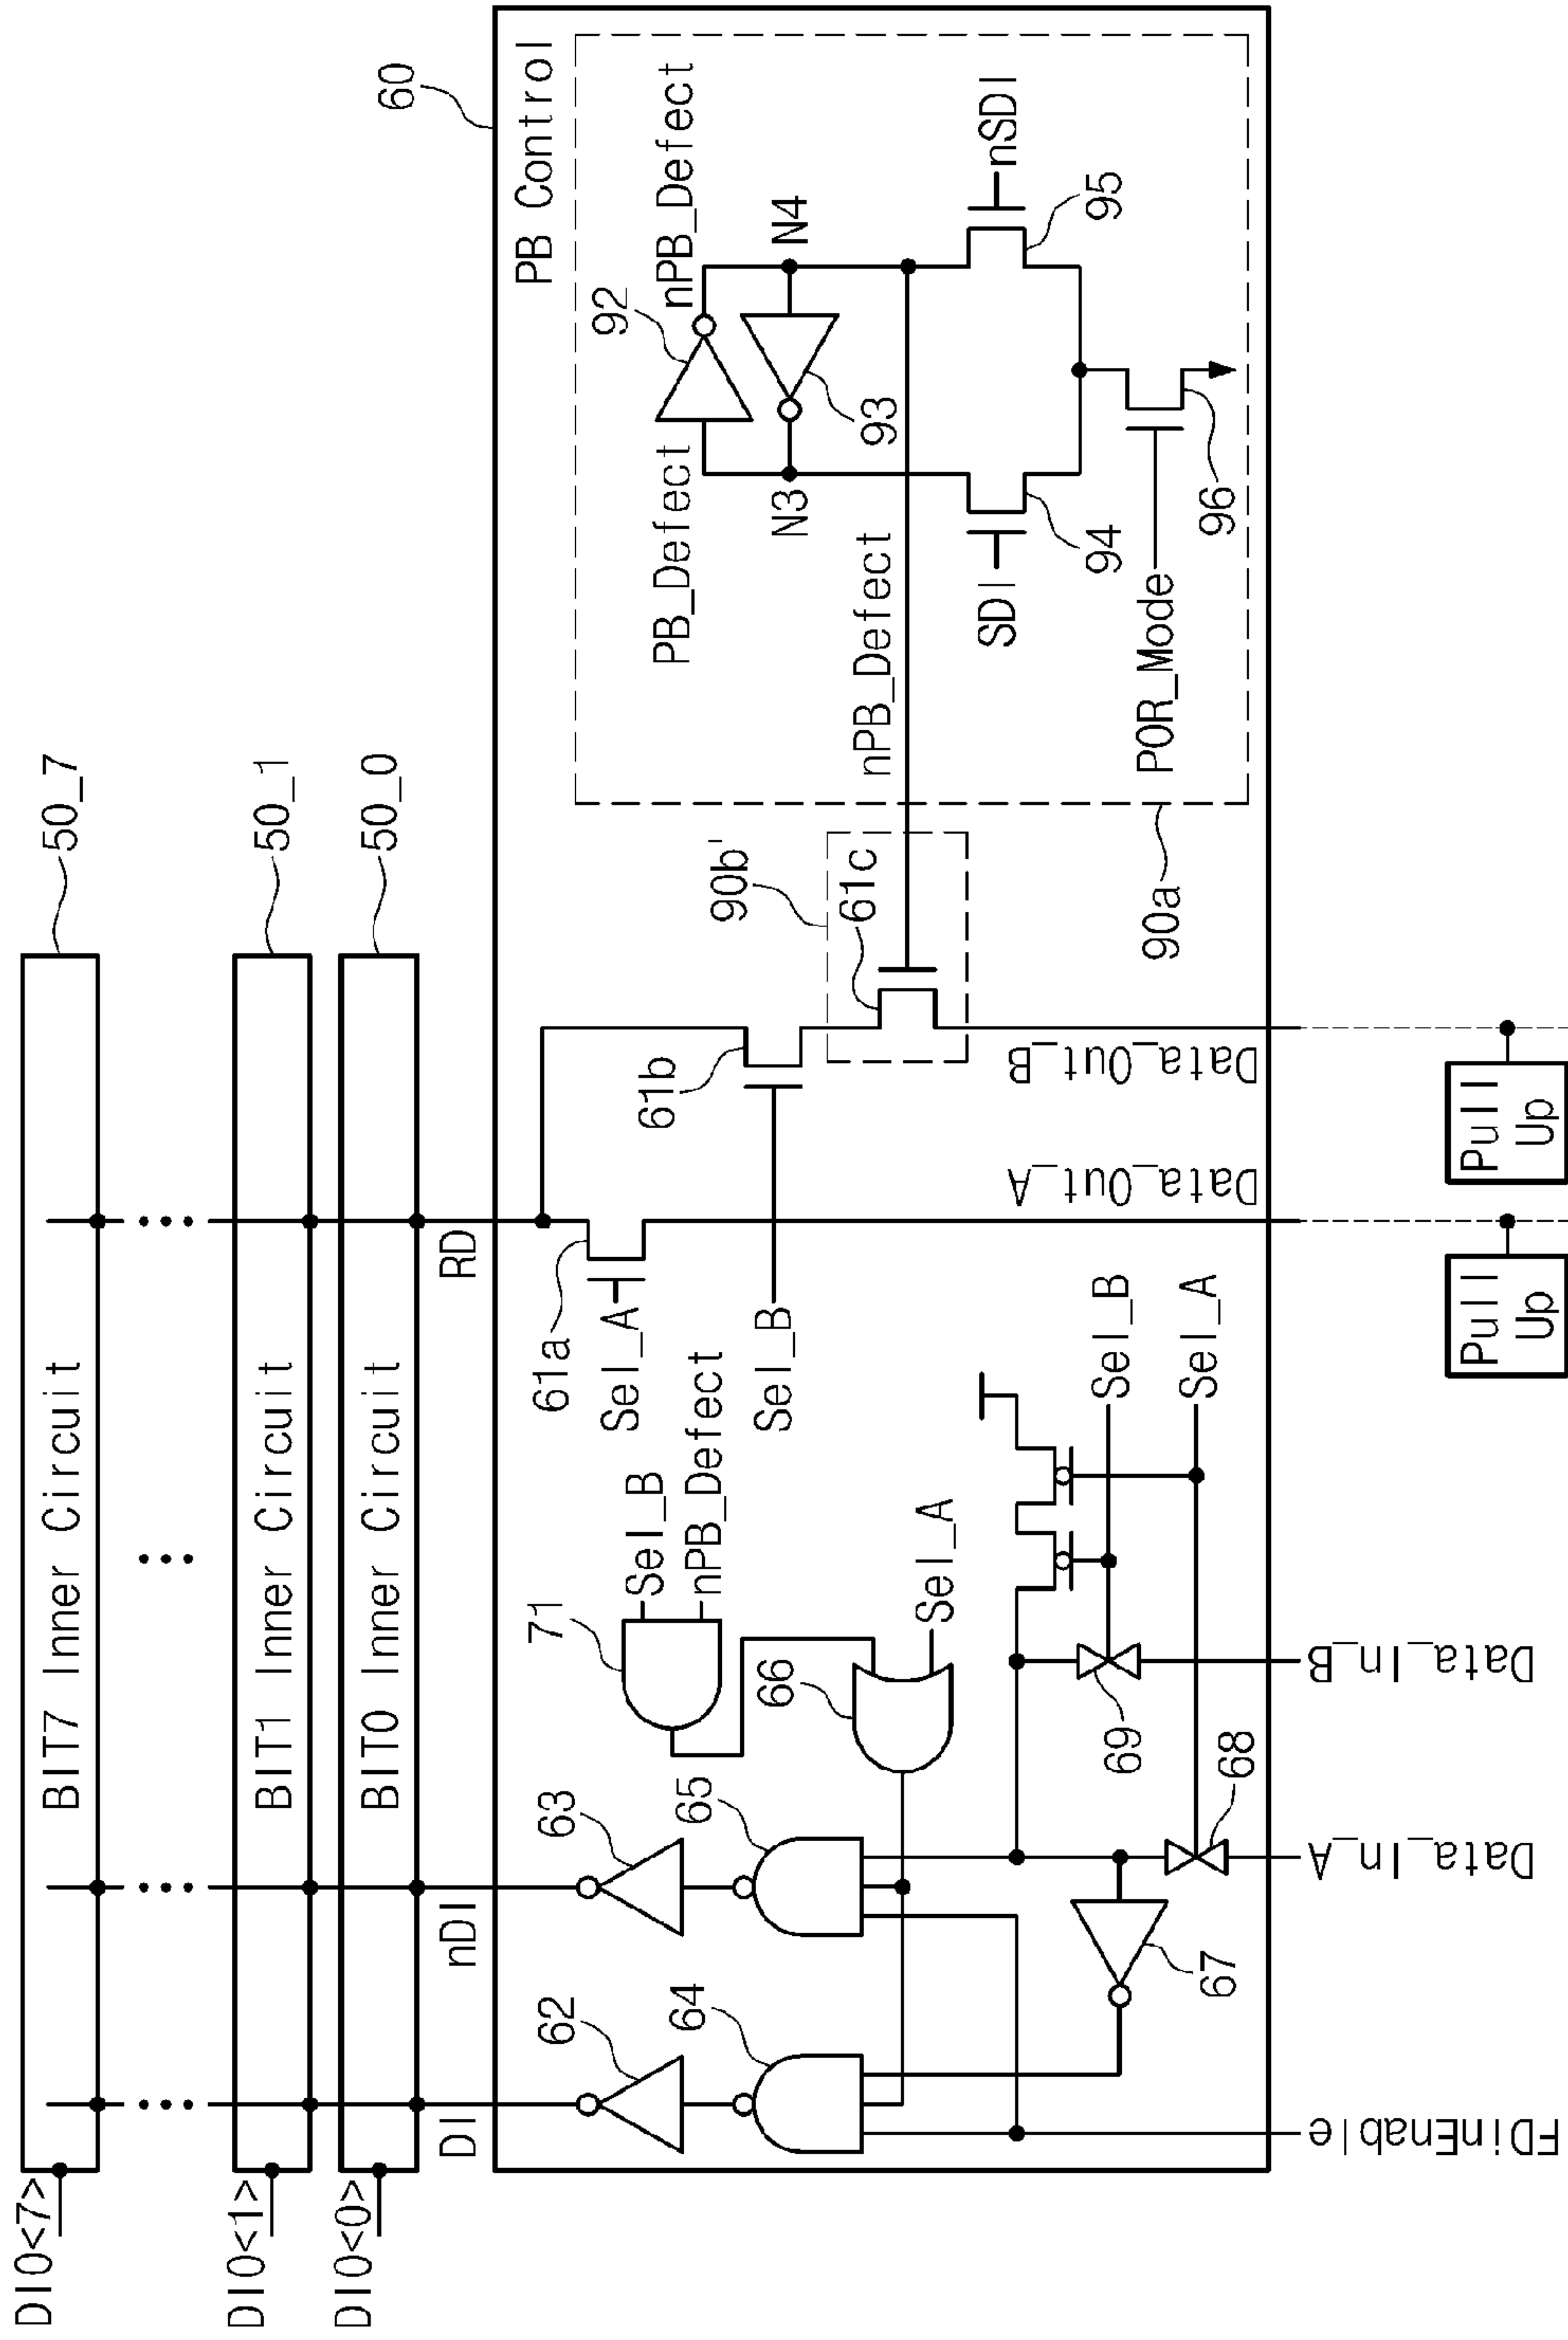 DIO<7>
BIT7 Inner Circuit
50_7
DIO<1>
BIT1 Inner Circuit
50_1
DIO<0>
BIT0 Inner Circuit
50_0
60
PB Control
DI
nDI
RD
62
63
64
65
66
67
68
69
71
Sel_B
nPB_Defect
Sel_A
61a
Sel_A
Sel_B
61b
90b'
61c
Sel_B
Sel_A
nPB_Defect
PB_Defect
nPB_Defect
92
93
N3
N4
SDI
nSDI
94
95
POR_Mode
96
90a
FDinEnable
Data_In_A
Data_In_B
Data_Out_A
Data_Out_B
Pull
Up
Pull
Up